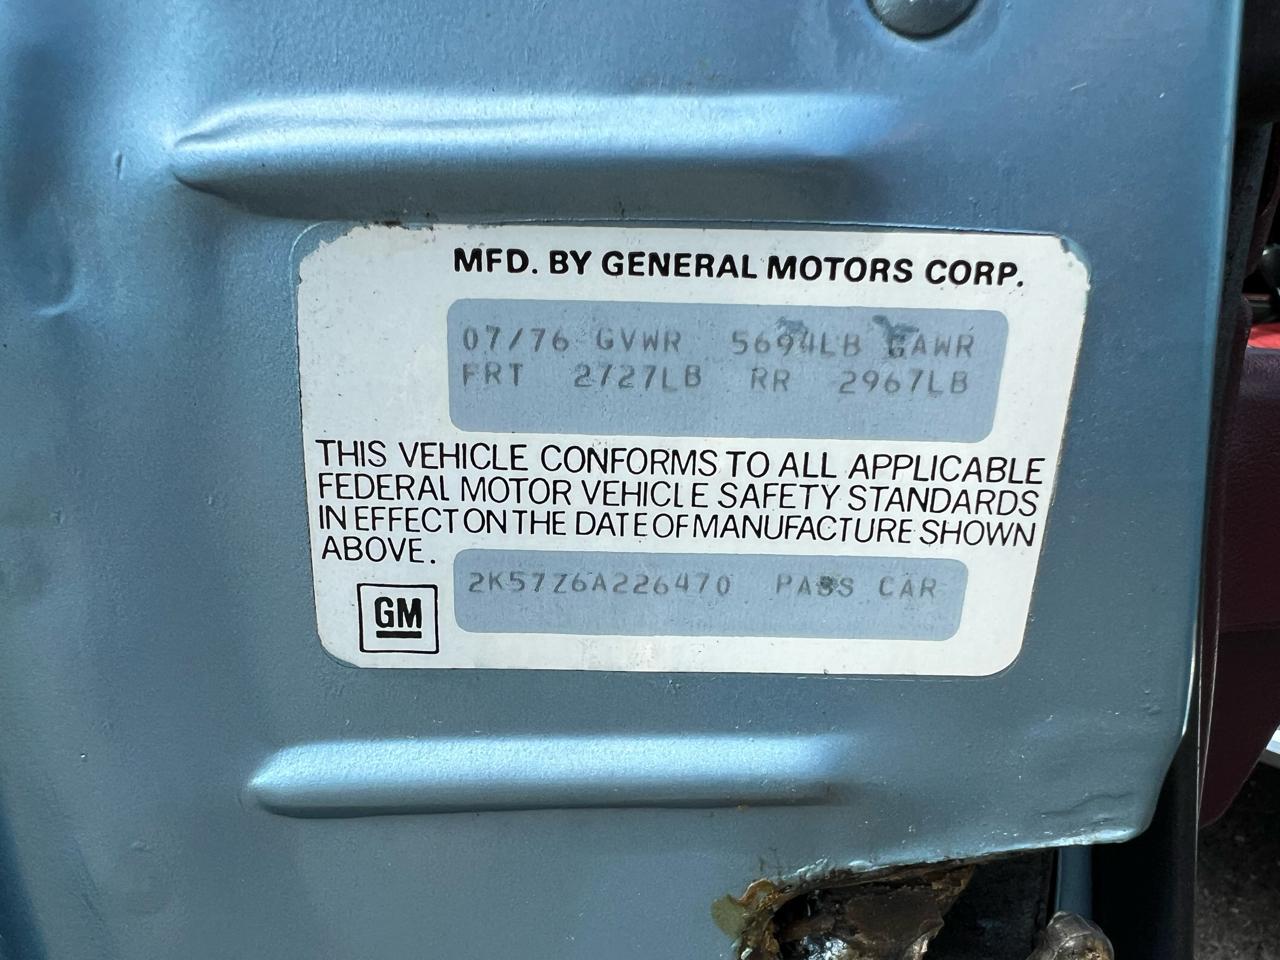 MFD. BY GENERAL MOTORS CORP.
07/76 GVWR 5694LB GAWR
FRT 2727LB RR 2967LB
THIS VEHICLE CONFORMS TO ALL APPLICABLE
FEDERAL MOTOR VEHICLE SAFETY STANDARDS
IN EFFECT ON THE DATE OF MANUFACTURE SHOWN
ABOVE.
2K57Z6A226470 PASS CAR
GM